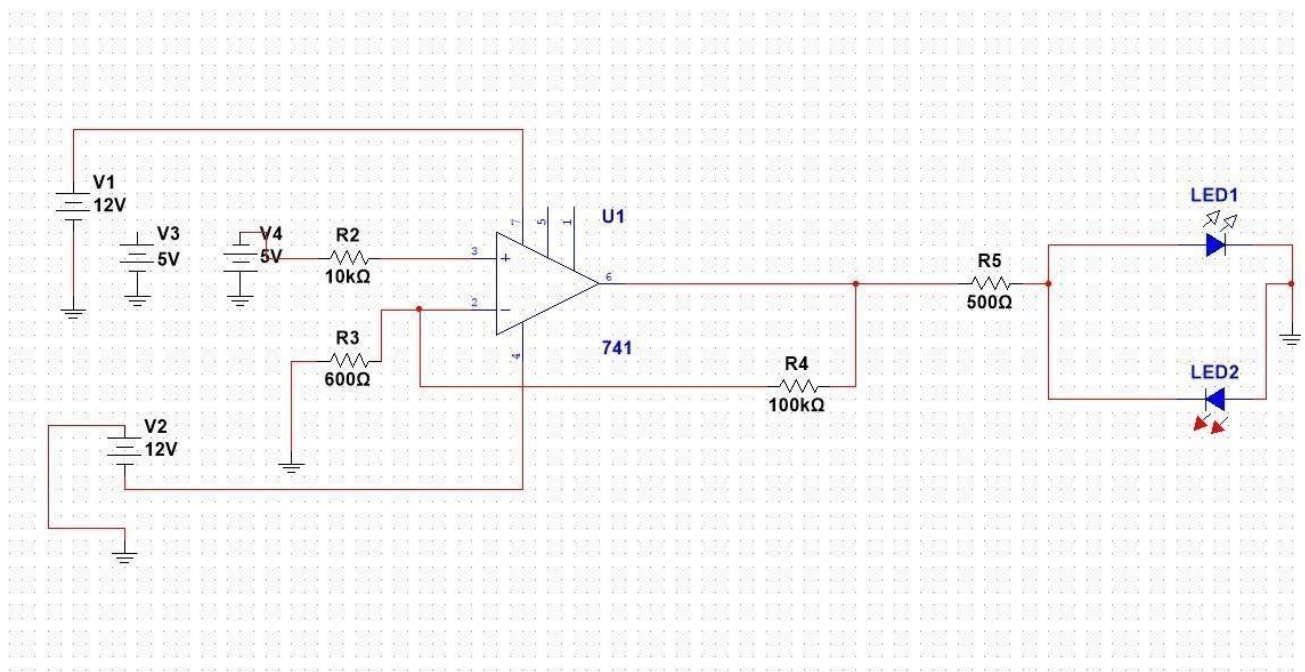 V1
12V
V3
5V
V4
5V
R2
10kΩ
R3
600Ω
V2
12V
7
5
1
U1
3
+
2
−
6
4
741
R4
100kΩ
R5
500Ω
LED1
LED2